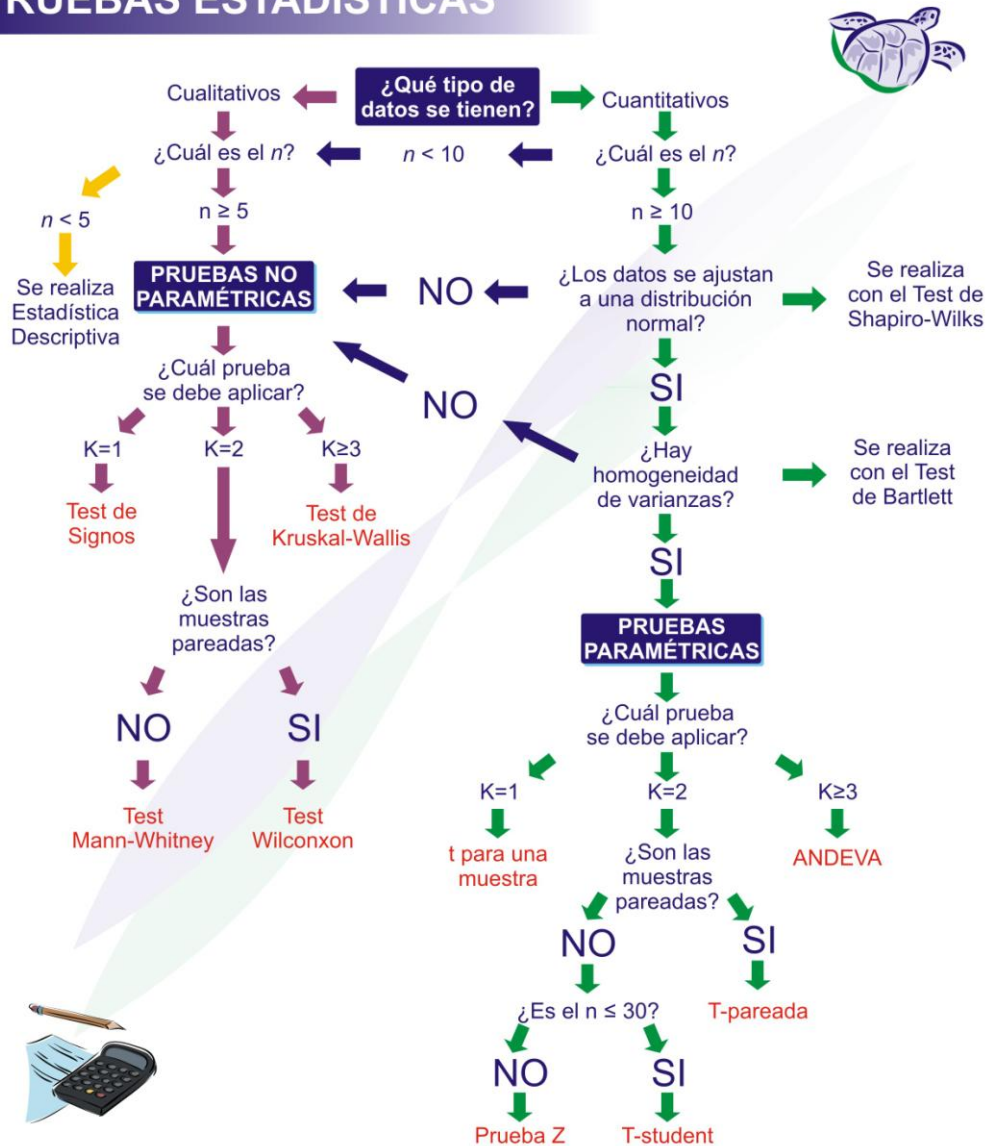 RUEBAS ESTADÍSTICAS
¿Qué tipo de
datos se tienen?
Cualitativos
Cuantitativos
¿Cuál es el n?
n < 10
¿Cuál es el n?
n < 5
n ≥ 5
n ≥ 10
Se realiza
Estadística
Descriptiva
PRUEBAS NO
PARAMÉTRICAS
NO
¿Los datos se ajustan
a una distribución
normal?
Se realiza
con el Test de
Shapiro-Wilks
¿Cuál prueba
se debe aplicar?
NO
SI
K=1
K=2
K≥3
¿Hay
homogeneidad
de varianzas?
Se realiza
con el Test
de Bartlett
Test de
Signos
Test de
Kruskal-Wallis
SI
¿Son las
muestras
pareadas?
PRUEBAS
PARAMÉTRICAS
NO
SI
¿Cuál prueba
se debe aplicar?
Test
Mann-Whitney
Test
Wilconxon
K=1
K=2
K≥3
t para una
muestra
¿Son las
muestras
pareadas?
ANDEVA
NO
SI
¿Es el n ≤ 30?
T-pareada
NO
SI
Prueba Z
T-student